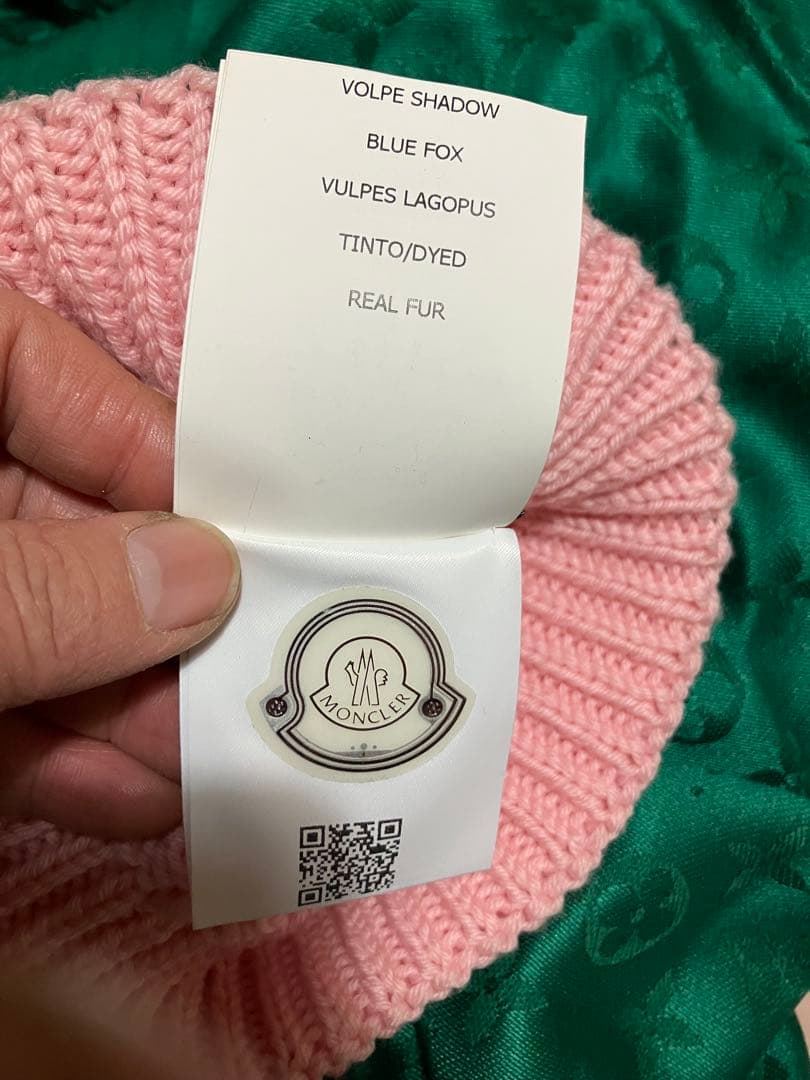 VOLPE SHADOW
BLUE FOX
VULPES LAGOPUS
TINTO/DYED
REAL FUR
MONCLER